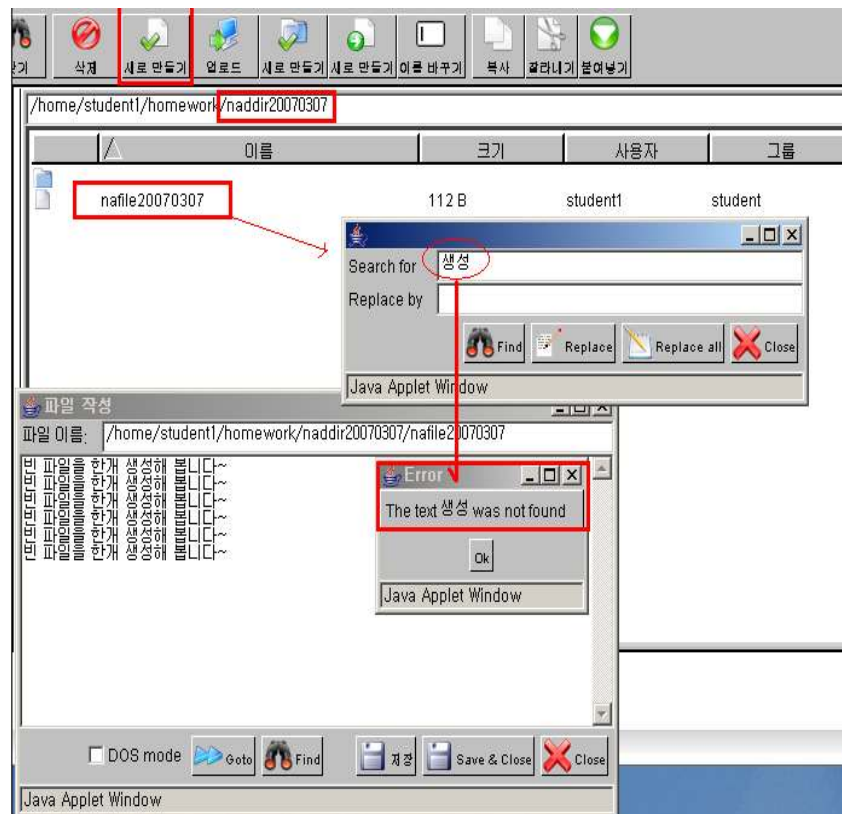 찾기 삭제 새로 만들기 업로드 새로 만들기 새로 만들기 이름 바꾸기 복사 잘라내기 붙여넣기
/home/student1/homework/naddir20070307
이름 크기 사용자 그룹
nafile20070307 112 B student1 student
Search for 생성
Replace by
Find Replace Replace all Close
Java Applet Window
파일 작성
파일 이름: /home/student1/homework/naddir20070307/nafile20070307
빈 파일을 한개 생성해 봅니다~
빈 파일을 한개 생성해 봅니다~
빈 파일을 한개 생성해 봅니다~
빈 파일을 한개 생성해 봅니다~
빈 파일을 한개 생성해 봅니다~
빈 파일을 한개 생성해 봅니다~
Error
The text 생성 was not found
Ok
Java Applet Window
DOS mode Goto Find 저장 Save & Close Close
Java Applet Window